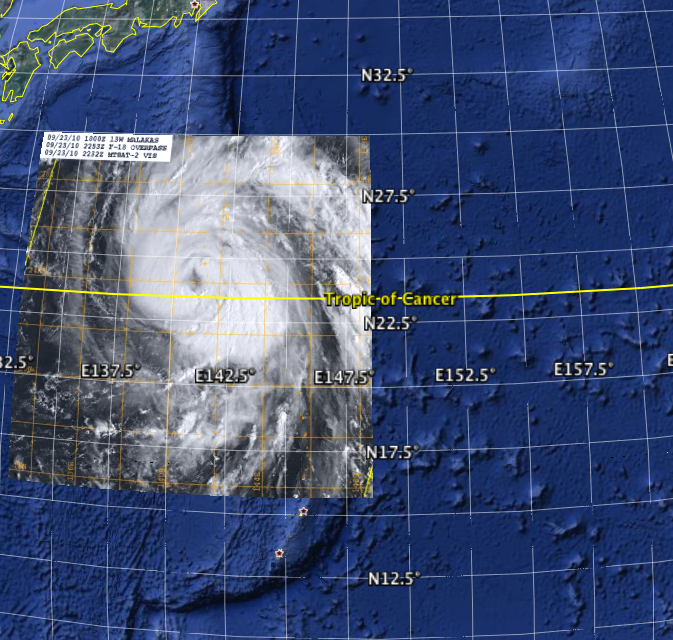 N32.5°
09/23/10 1800Z 13W MALAKAS
09/23/10 2253Z F-18 OVERPASS
09/23/10 2232Z MTSAT-2 VIS
N27.5°
Tropic of Cancer
N22.5°
32.5°
E137.5°
E142.5°
E147.5°
E152.5°
E157.5°
E
N17.5°
N12.5°